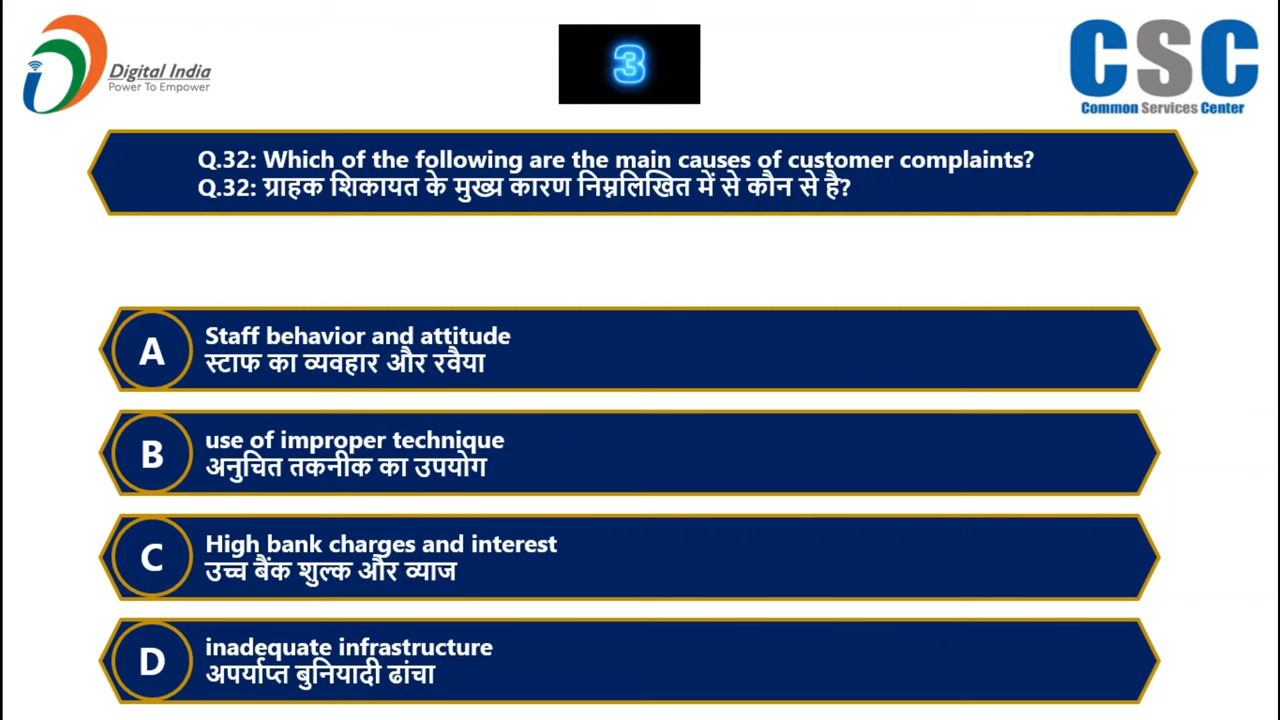 Digital India
Power To Empower
3
CSC
Common Services Center
Q.32: Which of the following are the main causes of customer complaints?
Q.32: ग्राहक शिकायत के मुख्य कारण निम्नलिखित में से कौन से है?
A
Staff behavior and attitude
स्टाफ का व्यवहार और रवैया
B
use of improper technique
अनुचित तकनीक का उपयोग
C
High bank charges and interest
उच्च बैंक शुल्क और व्याज
D
inadequate infrastructure
अपर्याप्त बुनियादी ढांचा